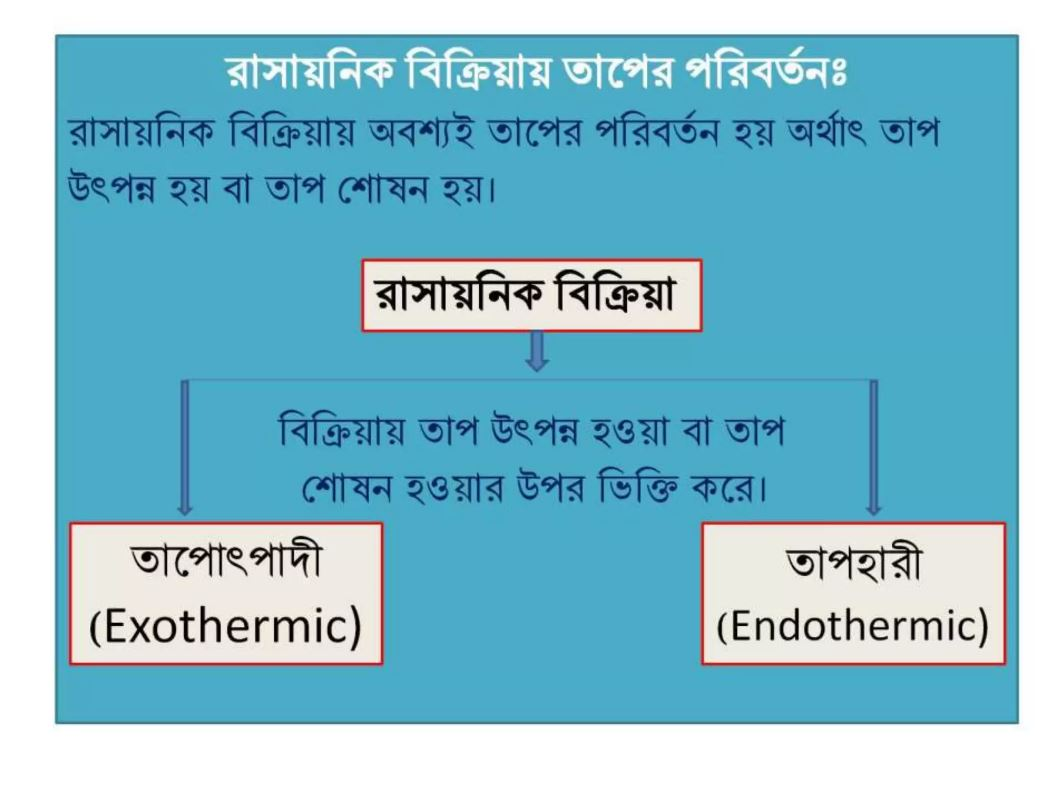 রাসায়নিক বিক্রিয়ায় তাপের পরিবর্তনঃ
রাসায়নিক বিক্রিয়ায় অবশ্যই তাপের পরিবর্তন হয় অর্থাৎ তাপ
উৎপন্ন হয় বা তাপ শোষন হয়।
রাসায়নিক বিক্রিয়া
বিক্রিয়ায় তাপ উৎপন্ন হওয়া বা তাপ
শোষন হওয়ার উপর ভিক্তি করে।
তাপোৎপাদী
(Exothermic)
তাপহারী
(Endothermic)